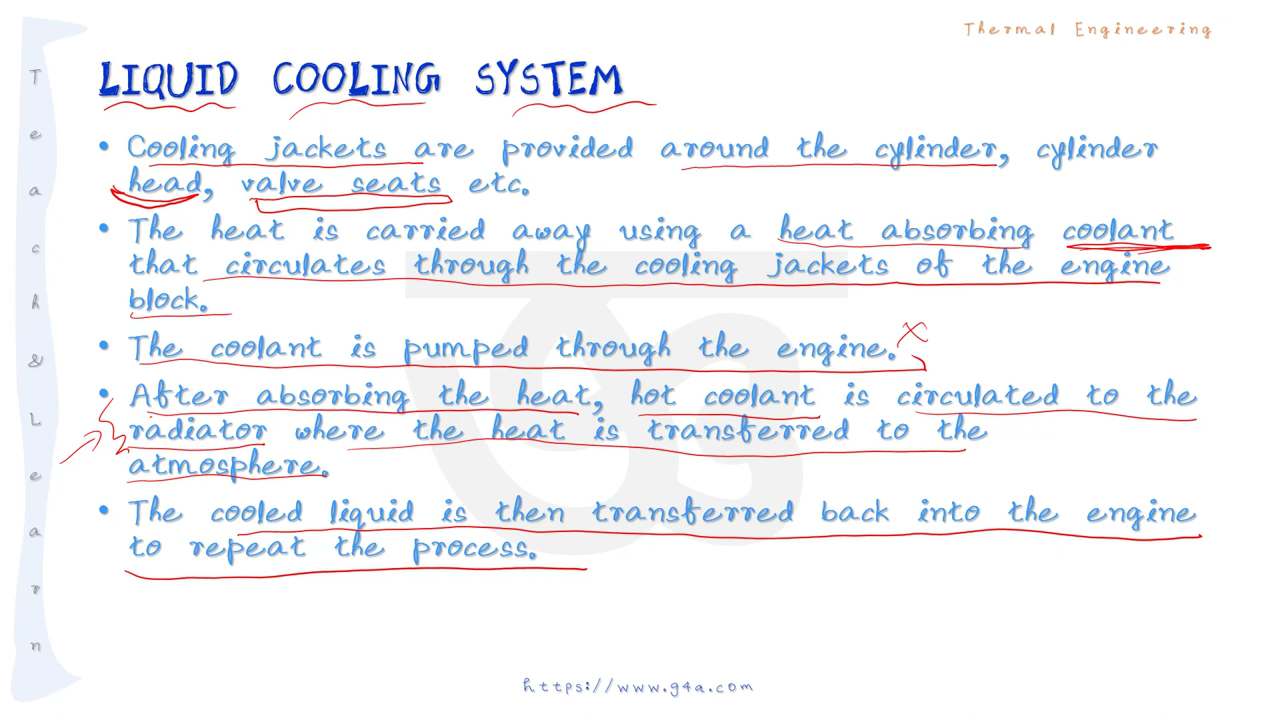 Thermal Engineering
LIQUID COOLING SYSTEM
• Cooling jackets are provided around the cylinder, cylinder
head, valve seats etc.
• The heat is carried away using a heat absorbing coolant
that circulates through the cooling jackets of the engine
block.
• The coolant is pumped through the engine.
• After absorbing the heat, hot coolant is circulated to the
radiator where the heat is transferred to the
atmosphere.
• The cooled liquid is then transferred back into the engine
to repeat the process.
Teach&Learn
https://www.g4a.com